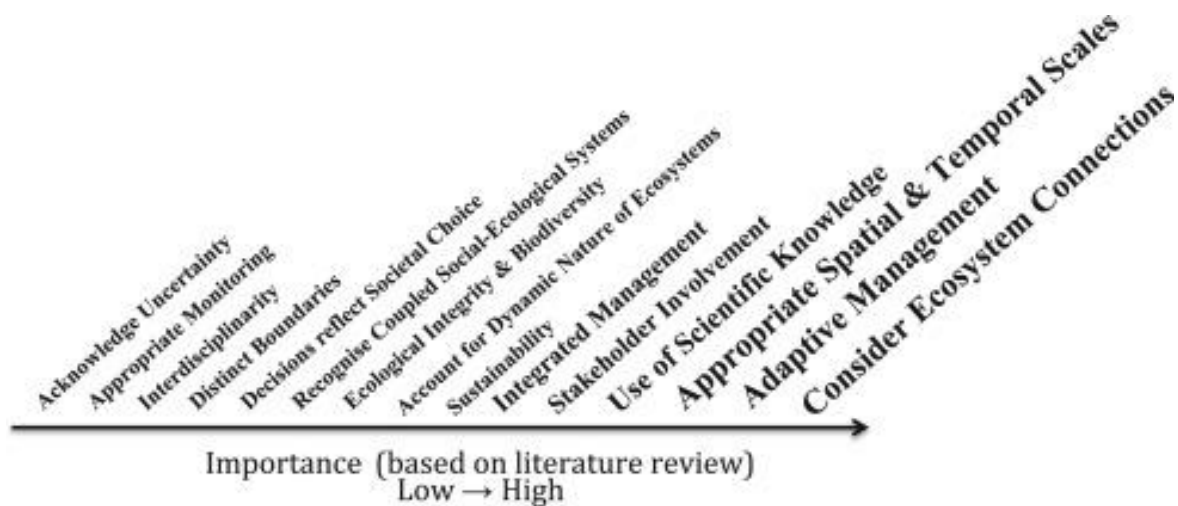 Acknowledge Uncertainty
Appropriate Monitoring
Interdisciplinarity
Distinct Boundaries
Decisions reflect Societal Choice
Recognise Coupled Social-Ecological Systems
Ecological Integrity & Biodiversity
Account for Dynamic Nature of Ecosystems
Sustainability
Integrated Management
Stakeholder Involvement
Use of Scientific Knowledge
Appropriate Spatial & Temporal Scales
Adaptive Management
Consider Ecosystem Connections
Importance (based on literature review)
Low → High